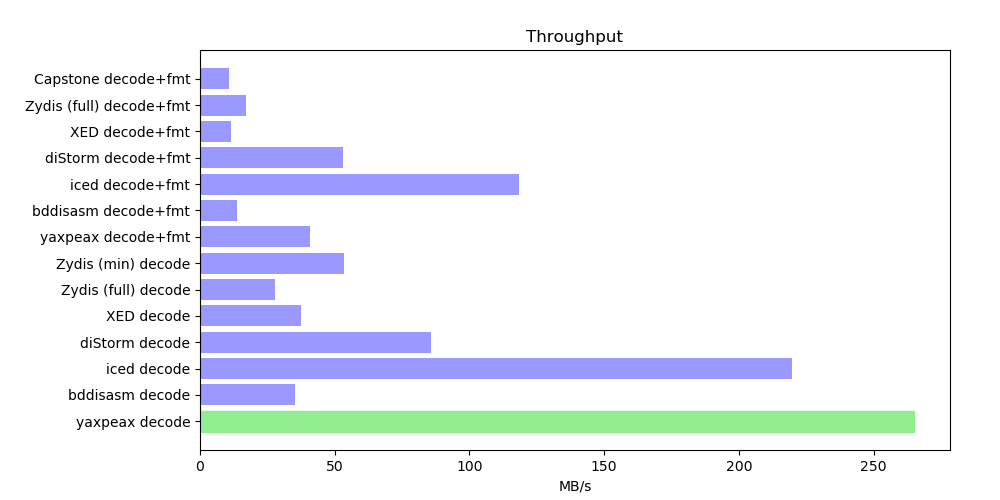 Throughput
Capstone decode+fmt
Zydis (full) decode+fmt
XED decode+fmt
diStorm decode+fmt
iced decode+fmt
bddisasm decode+fmt
yaxpeax decode+fmt
Zydis (min) decode
Zydis (full) decode
XED decode
diStorm decode
iced decode
bddisasm decode
yaxpeax decode
0 50 100 150 200 250
MB/s